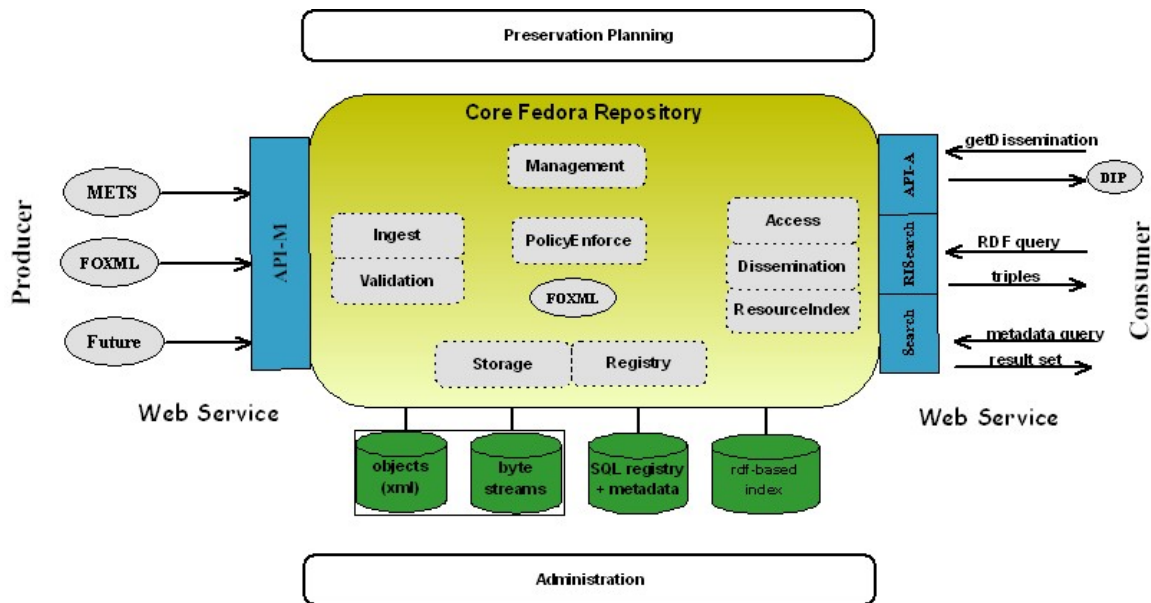 Preservation Planning
Core Fedora Repository
Producer
METS
FOXML
Future
Web Service
API-M
Management
Ingest
Validation
PolicyEnforce
FOXML
Access
Dissemination
ResourceIndex
Storage
Registry
API-A
RISearch
Search
getDissemination
DIP
RDF query
triples
metadata query
result set
Consumer
Web Service
objects
(xml)
byte
streams
SQL registry
+ metadata
rdf-based
index
Administration